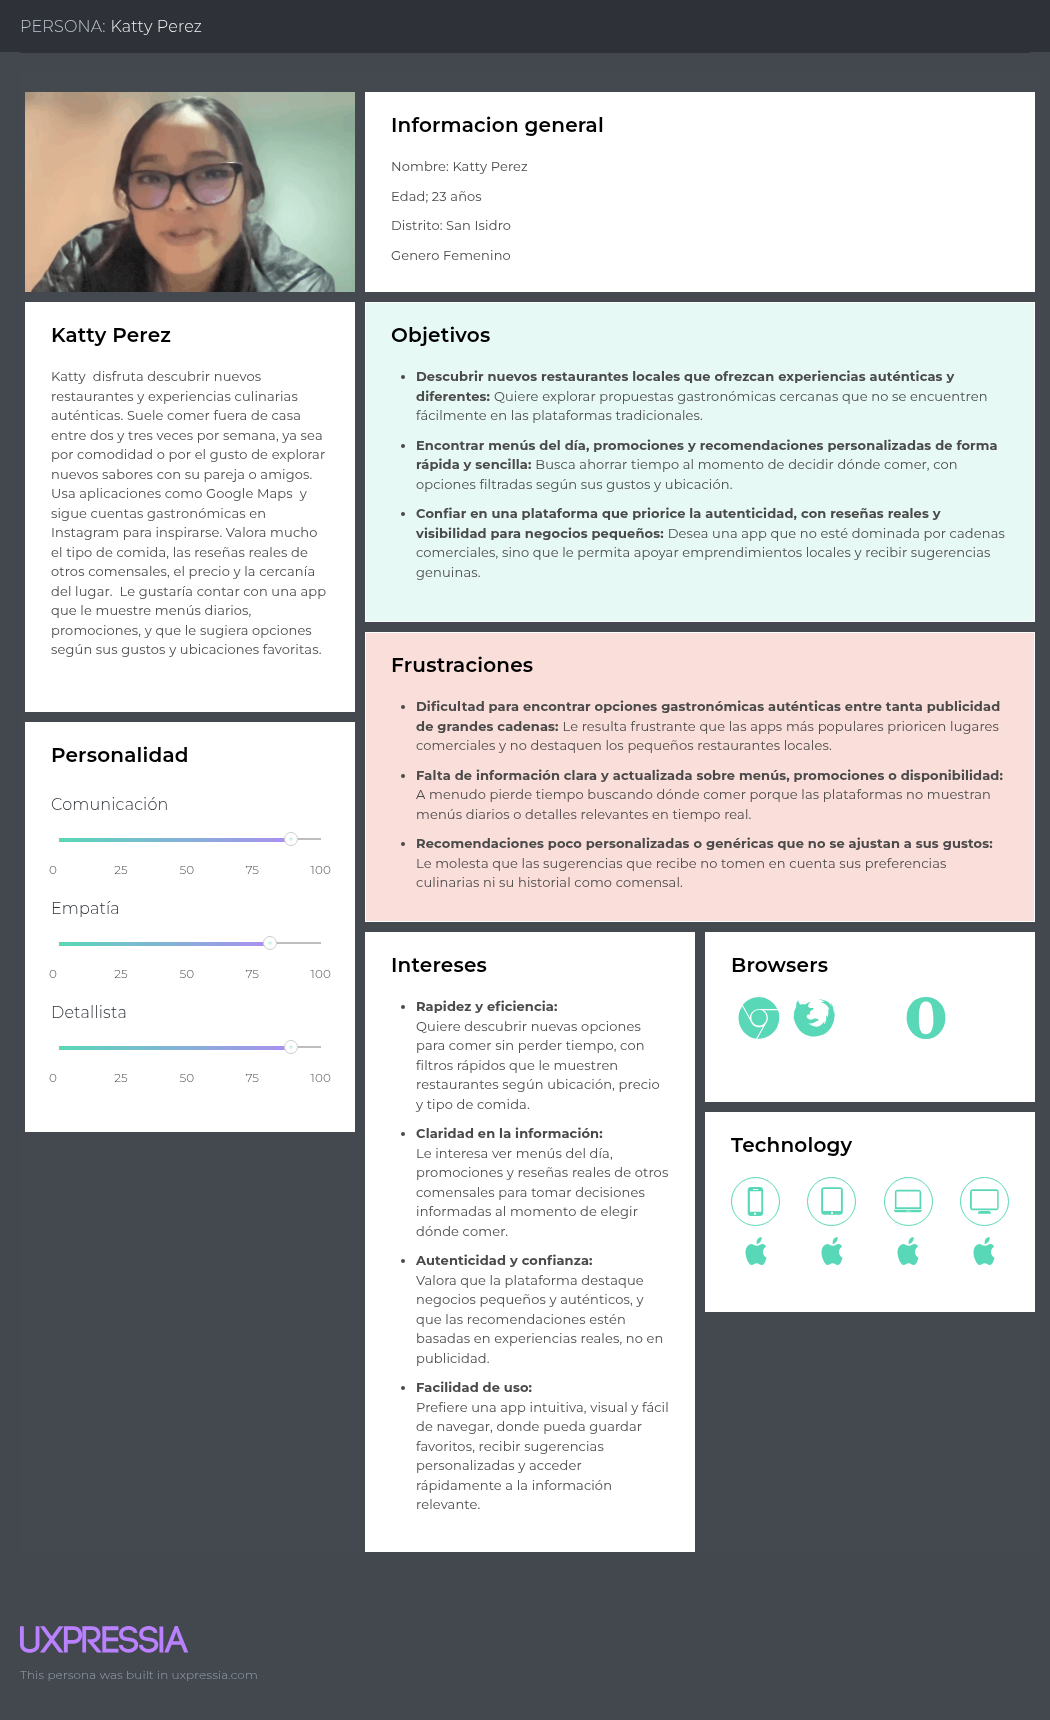 PERSONA: Katty Perez
Informacion general
Nombre: Katty Perez
Edad; 23 años
Distrito: San Isidro
Genero Femenino
Katty Perez
Katty  disfruta descubrir nuevos
restaurantes y experiencias culinarias
auténticas. Suele comer fuera de casa
entre dos y tres veces por semana, ya sea
por comodidad o por el gusto de explorar
nuevos sabores con su pareja o amigos.
Usa aplicaciones como Google Maps  y
sigue cuentas gastronómicas en
Instagram para inspirarse. Valora mucho
el tipo de comida, las reseñas reales de
otros comensales, el precio y la cercanía
del lugar.  Le gustaría contar con una app
que le muestre menús diarios,
promociones, y que le sugiera opciones
según sus gustos y ubicaciones favoritas.
Objetivos
• Descubrir nuevos restaurantes locales que ofrezcan experiencias auténticas y
diferentes: Quiere explorar propuestas gastronómicas cercanas que no se encuentren
fácilmente en las plataformas tradicionales.
• Encontrar menús del día, promociones y recomendaciones personalizadas de forma
rápida y sencilla: Busca ahorrar tiempo al momento de decidir dónde comer, con
opciones filtradas según sus gustos y ubicación.
• Confiar en una plataforma que priorice la autenticidad, con reseñas reales y
visibilidad para negocios pequeños: Desea una app que no esté dominada por cadenas
comerciales, sino que le permita apoyar emprendimientos locales y recibir sugerencias
genuinas.
Frustraciones
• Dificultad para encontrar opciones gastronómicas auténticas entre tanta publicidad
de grandes cadenas: Le resulta frustrante que las apps más populares prioricen lugares
comerciales y no destaquen los pequeños restaurantes locales.
• Falta de información clara y actualizada sobre menús, promociones o disponibilidad:
A menudo pierde tiempo buscando dónde comer porque las plataformas no muestran
menús diarios o detalles relevantes en tiempo real.
• Recomendaciones poco personalizadas o genéricas que no se ajustan a sus gustos:
Le molesta que las sugerencias que recibe no tomen en cuenta sus preferencias
culinarias ni su historial como comensal.
Personalidad
Comunicación
0 25 50 75 100
Empatía
0 25 50 75 100
Detallista
0 25 50 75 100
Intereses
• Rapidez y eficiencia:
Quiere descubrir nuevas opciones
para comer sin perder tiempo, con
filtros rápidos que le muestren
restaurantes según ubicación, precio
y tipo de comida.
• Claridad en la información:
Le interesa ver menús del día,
promociones y reseñas reales de otros
comensales para tomar decisiones
informadas al momento de elegir
dónde comer.
• Autenticidad y confianza:
Valora que la plataforma destaque
negocios pequeños y auténticos, y
que las recomendaciones estén
basadas en experiencias reales, no en
publicidad.
• Facilidad de uso:
Prefiere una app intuitiva, visual y fácil
de navegar, donde pueda guardar
favoritos, recibir sugerencias
personalizadas y acceder
rápidamente a la información
relevante.
Browsers
Technology
UXPRESSIA
This persona was built in uxpressia.com